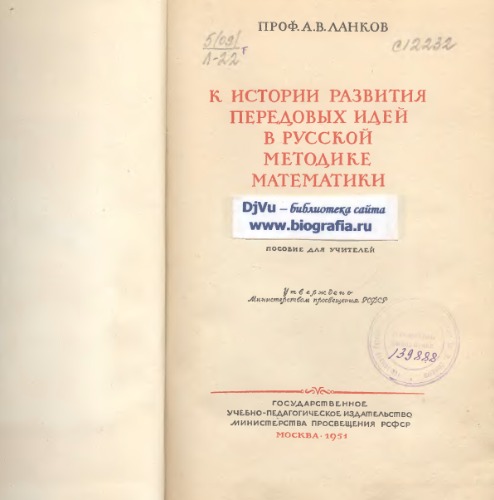 ПРОФ. А. В. ЛАНКОВ
5/09/
Л-22
с12232
К ИСТОРИИ РАЗВИТИЯ
ПЕРЕДОВЫХ ИДЕЙ
В РУССКОЙ
МЕТОДИКЕ
МАТЕМАТИКИ
DjVu – библиотека сайта
www.biografia.ru
ПОСОБИЕ ДЛЯ УЧИТЕЛЕЙ
Утверждено
Министерством просвещения РСФСР
139888
ГОСУДАРСТВЕННОЕ
УЧЕБНО-ПЕДАГОГИЧЕСКОЕ ИЗДАТЕЛЬСТВО
МИНИСТЕРСТВА ПРОСВЕЩЕНИЯ РСФСР
МОСКВА · 1951